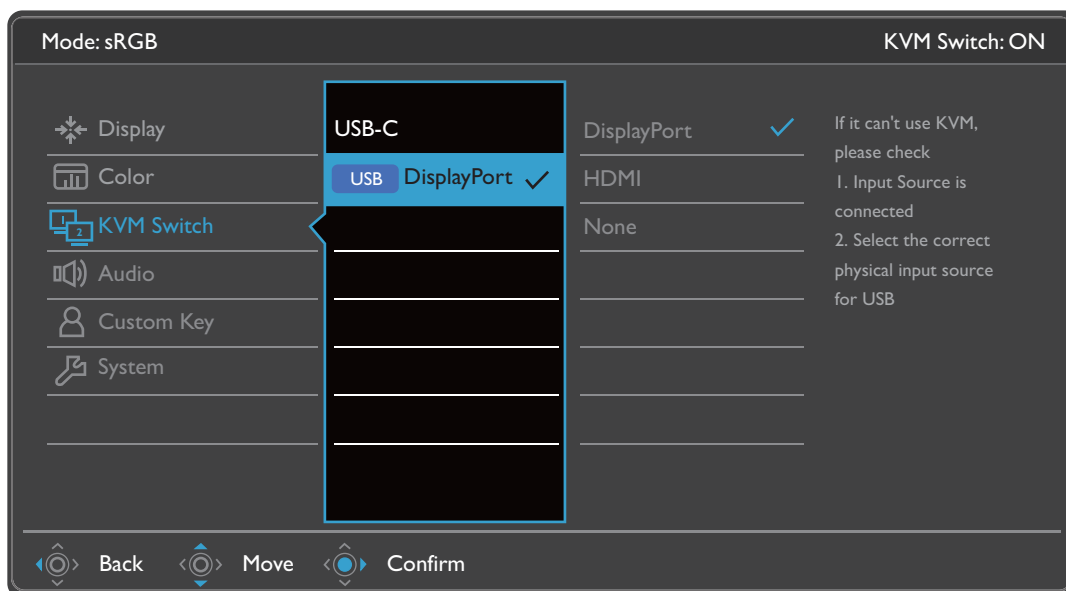 Mode: sRGB
KVM Switch: ON
Display
Color
1
2
KVM Switch
Audio
Custom Key
System
USB-C
USB DisplayPort
DisplayPort
HDMI
None
If it can't use KVM,
please check
1. Input Source is
connected
2. Select the correct
physical input source
for USB
Back
Move
Confirm